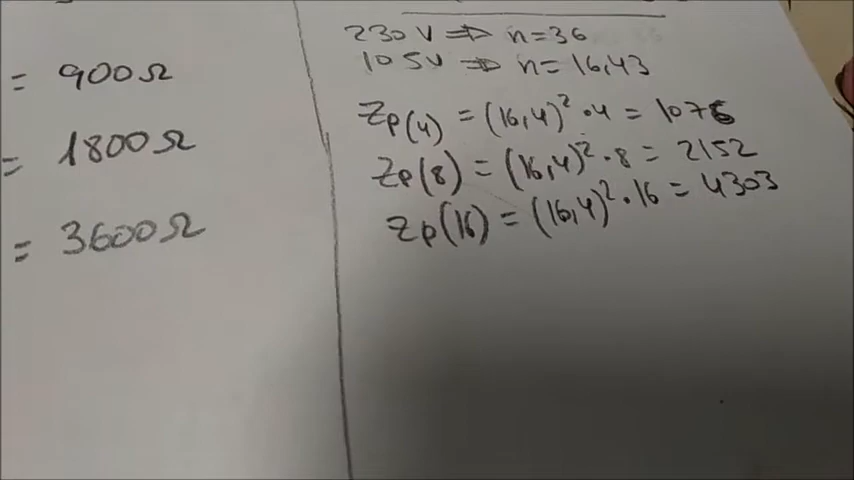 = 900Ω
= 1800Ω
= 3600Ω
230V ⇒ n=36
105V ⇒ n=16,43
Zp(4) = (16,4)²·4 = 1076
Zp(8) = (16,4)²·8 = 2152
Zp(16) = (16,4)²·16 = 4303